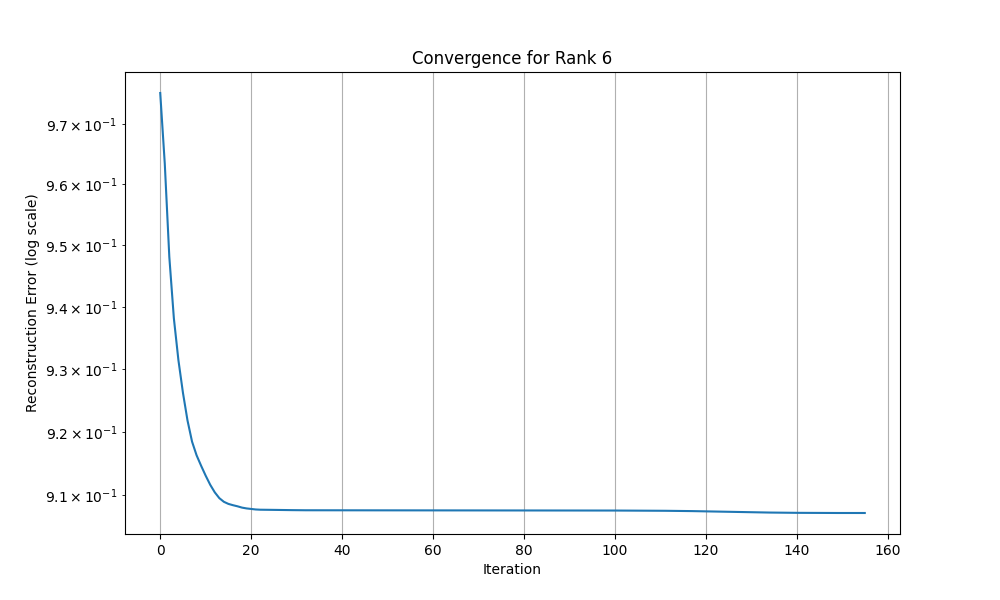 Convergence for Rank 6
Reconstruction Error (log scale)
9.7 × 10⁻¹
9.6 × 10⁻¹
9.5 × 10⁻¹
9.4 × 10⁻¹
9.3 × 10⁻¹
9.2 × 10⁻¹
9.1 × 10⁻¹
0 20 40 60 80 100 120 140 160
Iteration